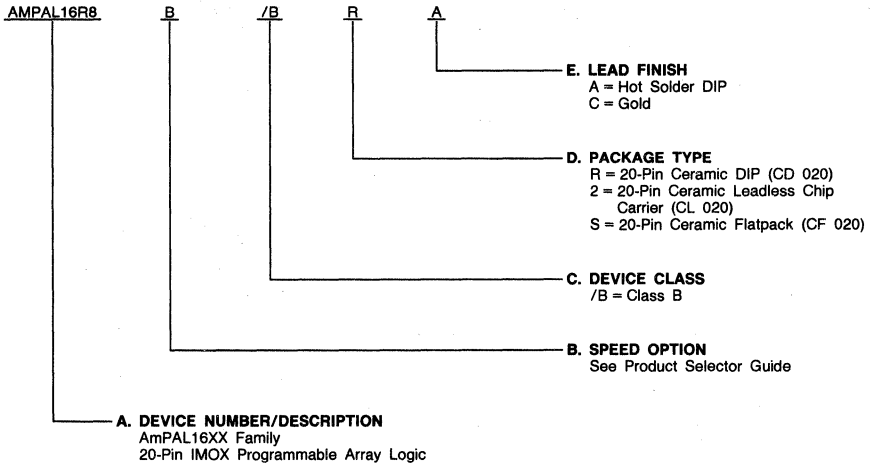 AMPAL16R8 B /B R A
E. LEAD FINISH
A = Hot Solder DIP
C = Gold
D. PACKAGE TYPE
R = 20-Pin Ceramic DIP (CD 020)
2 = 20-Pin Ceramic Leadless Chip
Carrier (CL 020)
S = 20-Pin Ceramic Flatpack (CF 020)
C. DEVICE CLASS
/B = Class B
B. SPEED OPTION
See Product Selector Guide
A. DEVICE NUMBER/DESCRIPTION
AmPAL16XX Family
20-Pin IMOX Programmable Array Logic